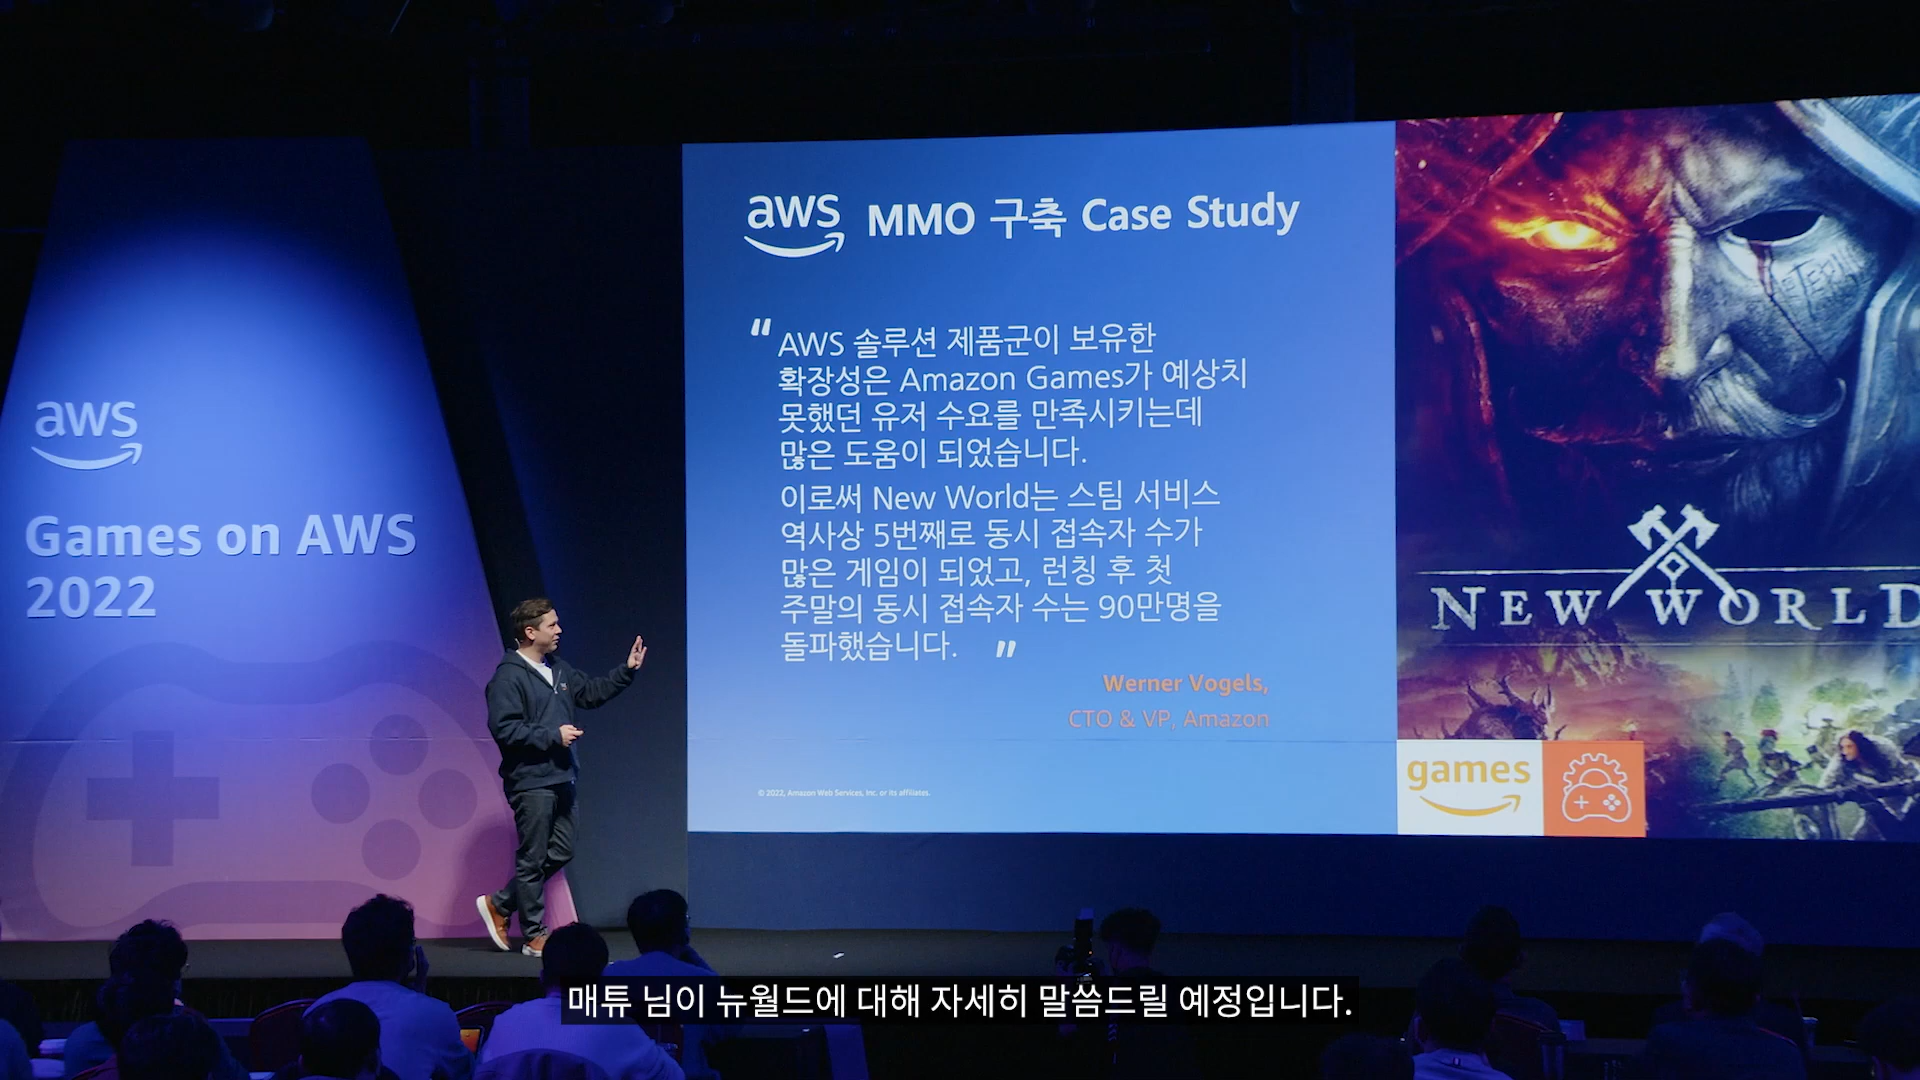 aws
Games on AWS
2022
aws MMO 구축 Case Study
“AWS 솔루션 제품군이 보유한
확장성은 Amazon Games가 예상치
못했던 유저 수요를 만족시키는데
많은 도움이 되었습니다.
이로써 New World는 스팀 서비스
역사상 5번째로 동시 접속자 수가
많은 게임이 되었고, 런칭 후 첫
주말의 동시 접속자 수는 90만명을
돌파했습니다. ”
Werner Vogels,
CTO & VP, Amazon
© 2022, Amazon Web Services, Inc. or its affiliates.
NEW WORLD
games
매튜 님이 뉴월드에 대해 자세히 말씀드릴 예정입니다.